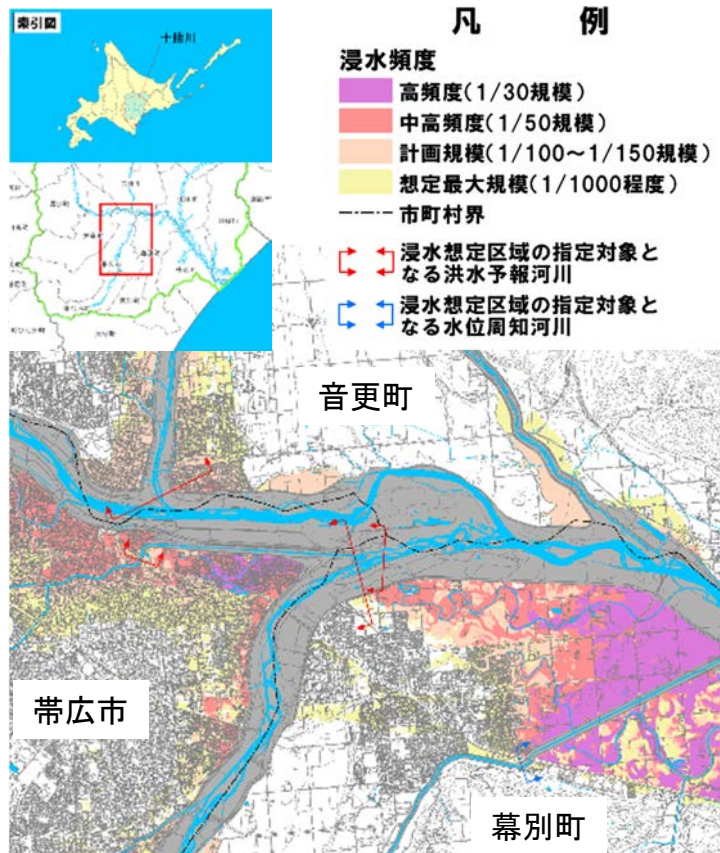 索引図
十勝川
凡 例
浸水頻度
高頻度(1/30規模)
中高頻度(1/50規模)
計画規模(1/100～1/150規模)
想定最大規模(1/1000程度)
市町村界
浸水想定区域の指定対象と
なる洪水予報河川
浸水想定区域の指定対象と
なる水位周知河川
音更町
帯広市
幕別町